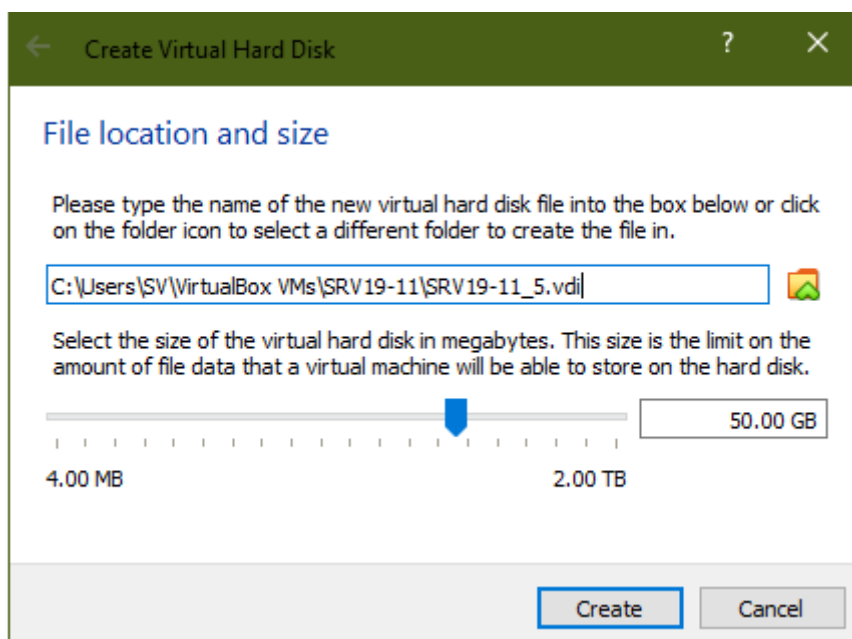 Create Virtual Hard Disk
?
File location and size
Please type the name of the new virtual hard disk file into the box below or click
on the folder icon to select a different folder to create the file in.
C:\Users\SV\VirtualBox VMs\SRV19-11\SRV19-11_5.vdi
Select the size of the virtual hard disk in megabytes. This size is the limit on the
amount of file data that a virtual machine will be able to store on the hard disk.
50.00 GB
4.00 MB 2.00 TB
Create Cancel